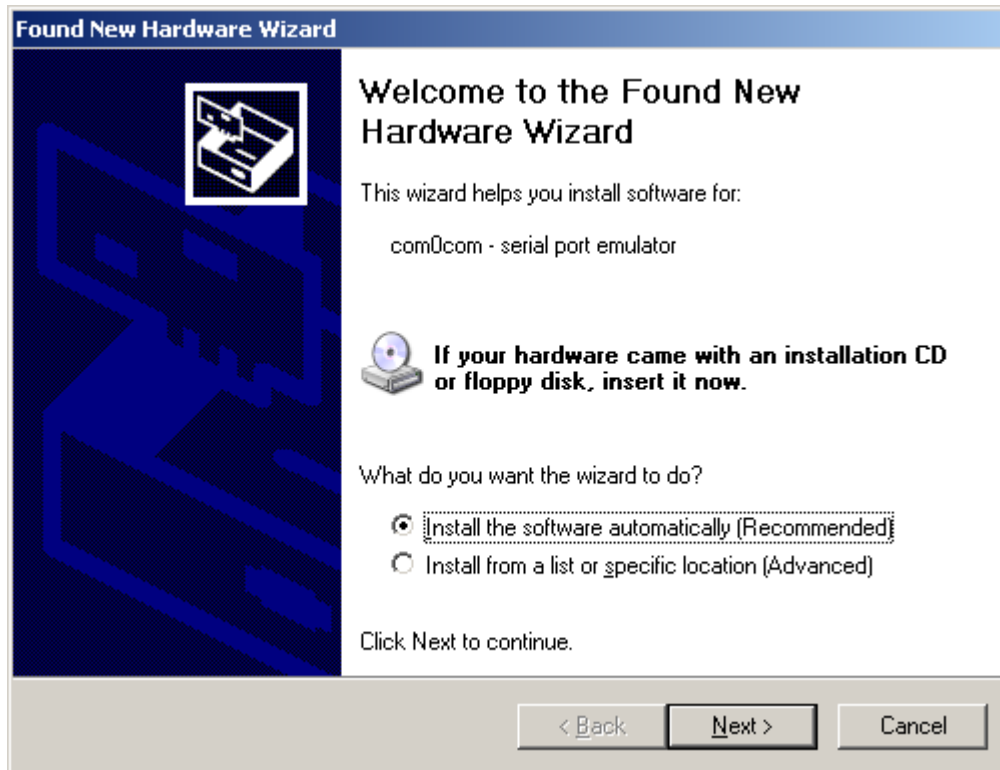 Found New Hardware Wizard
Welcome to the Found New
Hardware Wizard
This wizard helps you install software for:
com0com - serial port emulator
If your hardware came with an installation CD
or floppy disk, insert it now.
What do you want the wizard to do?
Install the software automatically (Recommended)
Install from a list or specific location (Advanced)
Click Next to continue.
< Back Next > Cancel